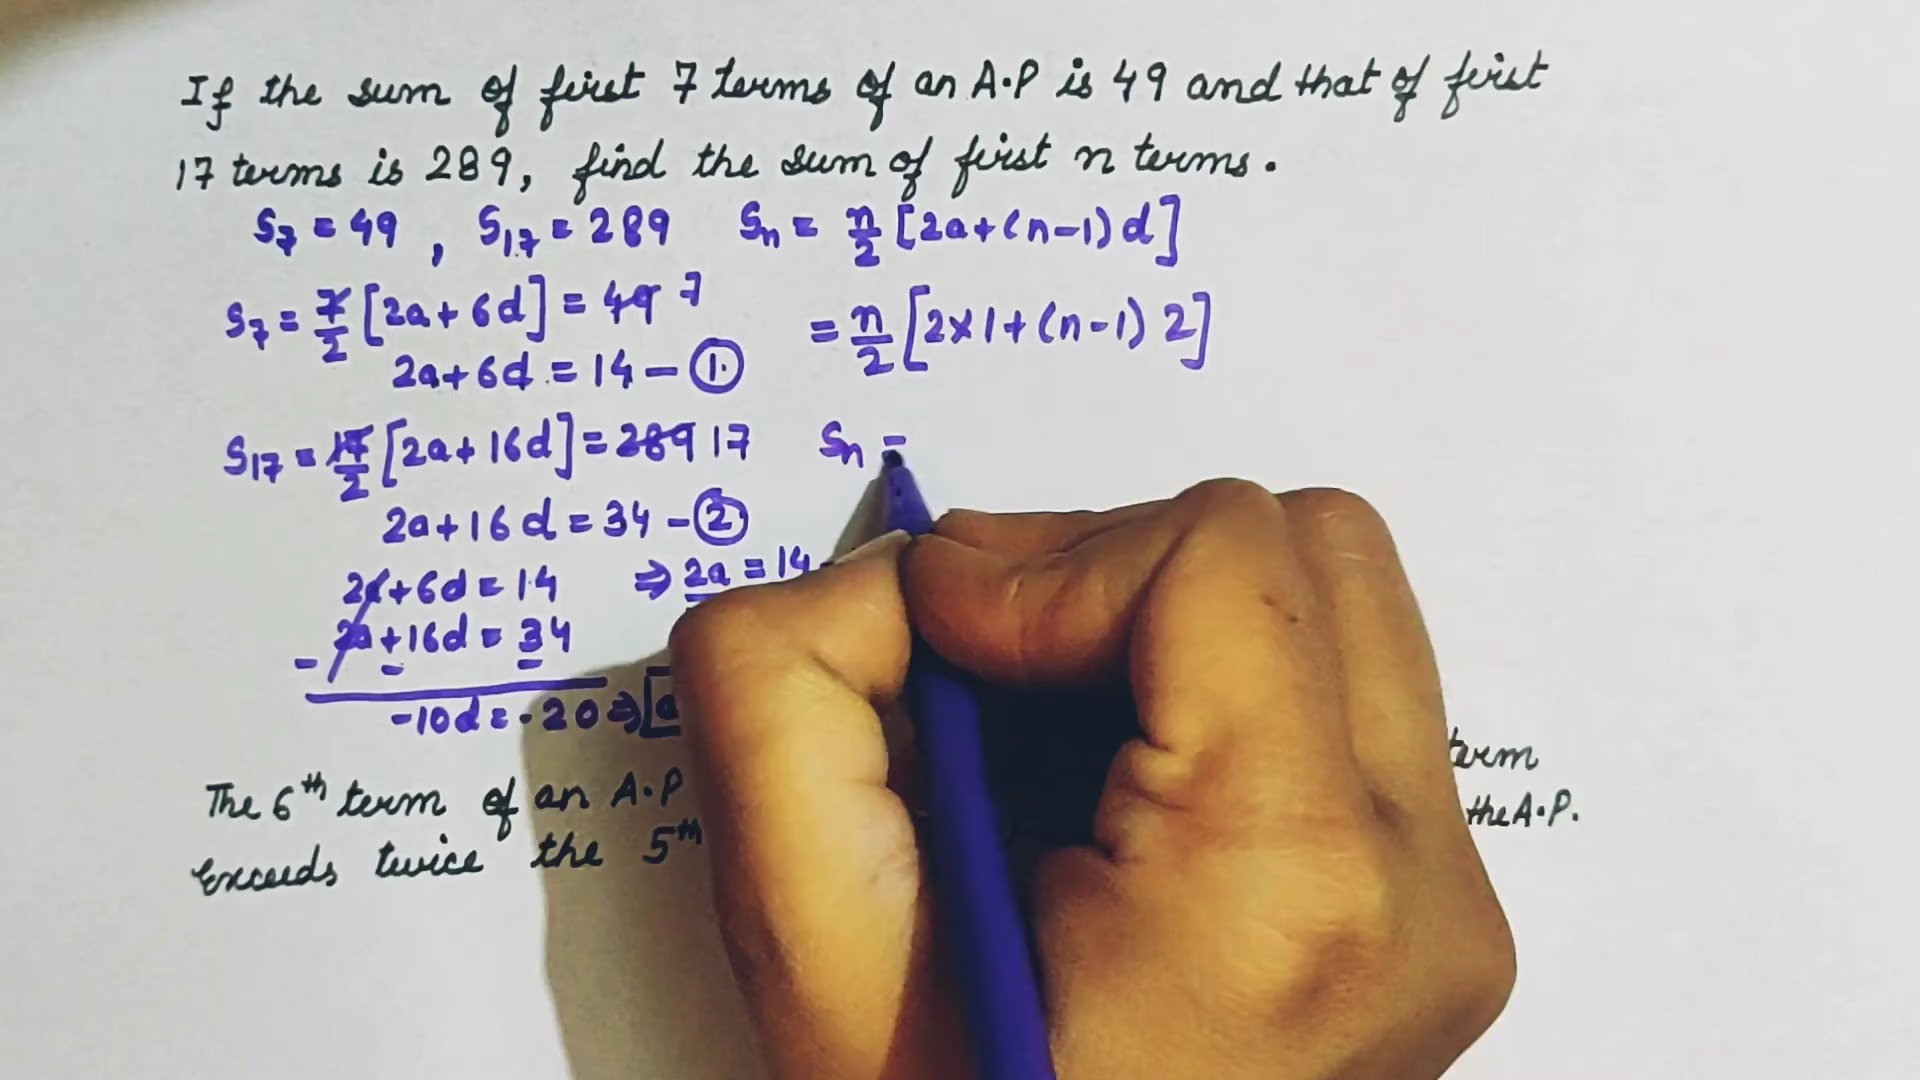 If the sum of first 7 terms of an A.P is 49 and that of first
17 terms is 289, find the sum of first n terms.
S₇ = 49 , S₁₇ = 289 Sn = n/2 [2a+(n-1)d]
S₇ = 7/2 [2a+6d] = 49 7
= n/2 [2×1+(n-1)2]
2a+6d = 14 - ①
S₁₇ = 17/2 [2a+16d] = 289 17
Sn =
2a+16d = 34 - ②
2a+6d = 14 ⇒ 2a = 14
2a+16d = 34
- - -
-10d = -20 ⇒
The 6th term of an A.P term
Exceeds twice the 5th the A.P.